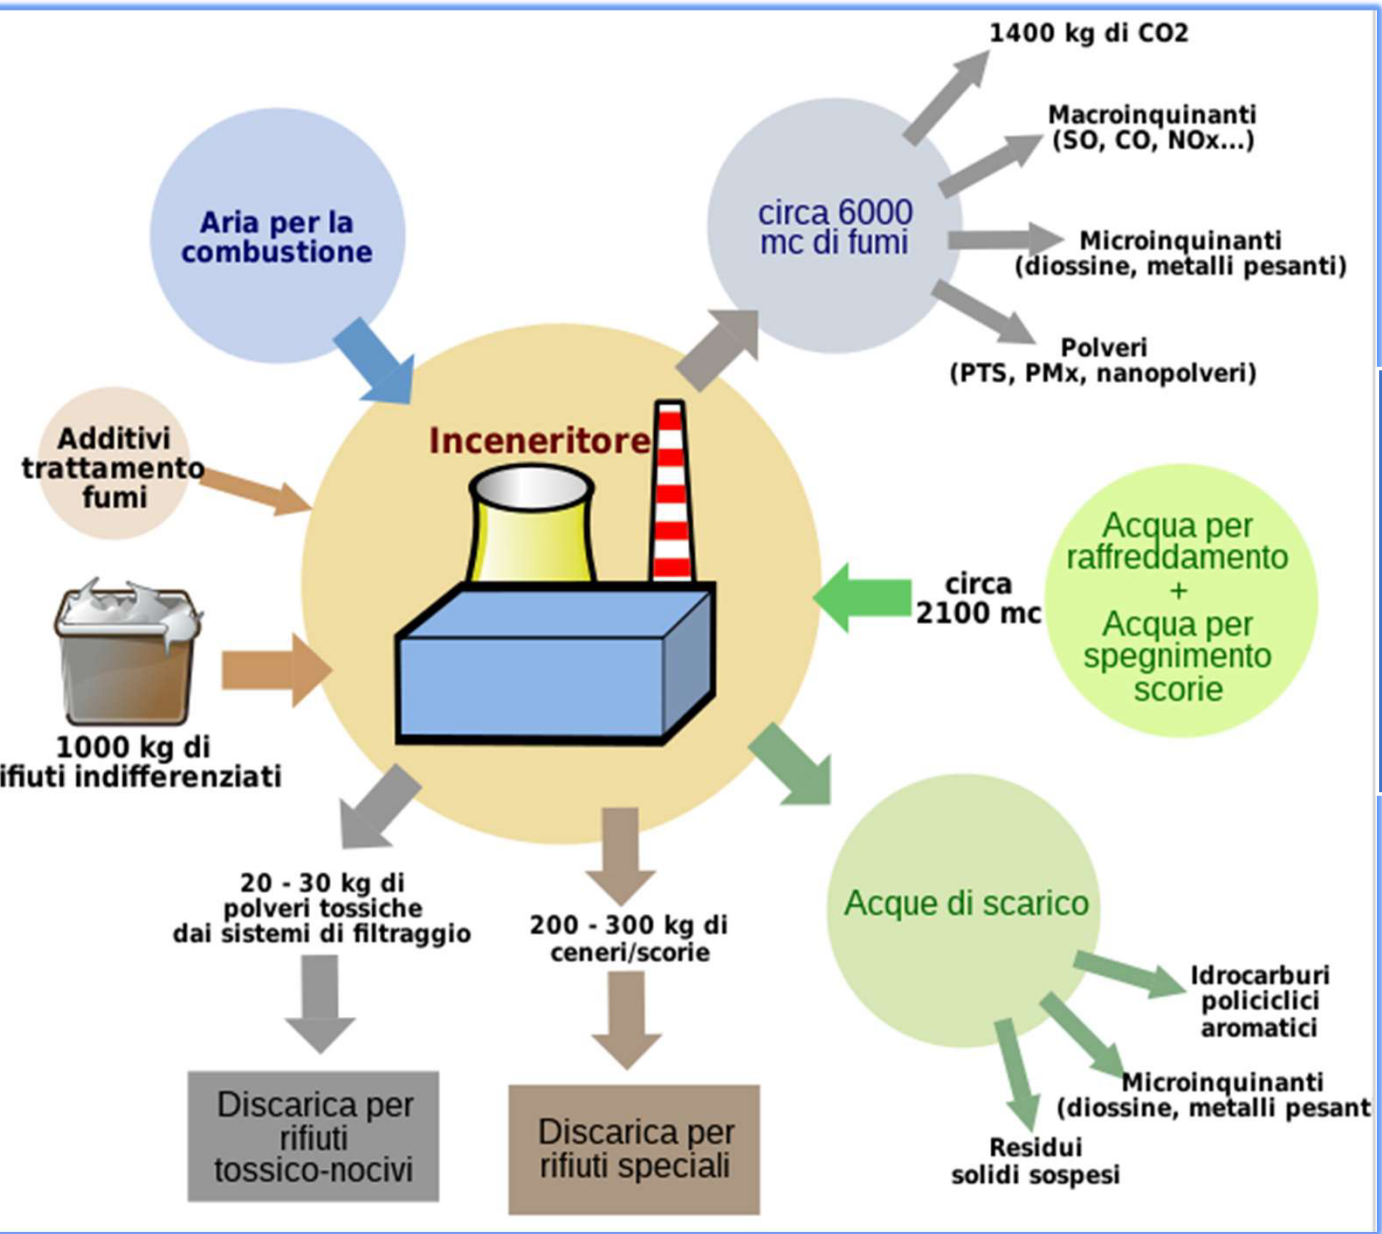 1400 kg di CO2
Macroinquinanti
(SO, CO, NOx...)
Aria per la
combustione
circa 6000
mc di fumi
Microinquinanti
(diossine, metalli pesanti)
Polveri
(PTS, PMx, nanopolveri)
Additivi
trattamento
fumi
Inceneritore
Acqua per
raffreddamento
+
Acqua per
spegnimento
scorie
circa
2100 mc
1000 kg di
ifiuti indifferenziati
20 - 30 kg di
polveri tossiche
dai sistemi di filtraggio
200 - 300 kg di
ceneri/scorie
Acque di scarico
Idrocarburi
policiclici
aromatici
Microinquinanti
(diossine, metalli pesant
Residui
solidi sospesi
Discarica per
rifiuti
tossico-nocivi
Discarica per
rifiuti speciali